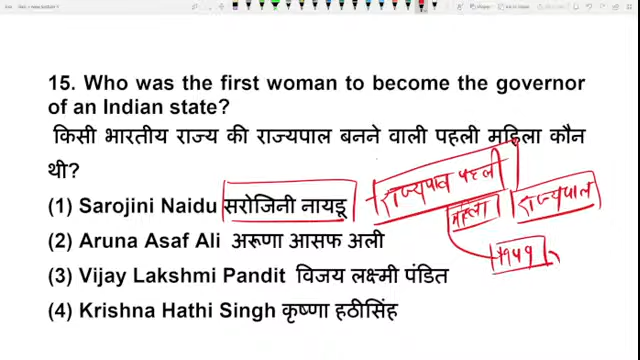 15. Who was the first woman to become the governor
of an Indian state?
किसी भारतीय राज्य की राज्यपाल बनने वाली पहली महिला कौन
थी?
(1) Sarojini Naidu सरोजिनी नायडू
राज्यपाल पहली
राज्यपाल
(2) Aruna Asaf Ali अरूणा आसफ अली
(3) Vijay Lakshmi Pandit विजय लक्ष्मी पंडित
(4) Krishna Hathi Singh कृष्णा हठीसिंह